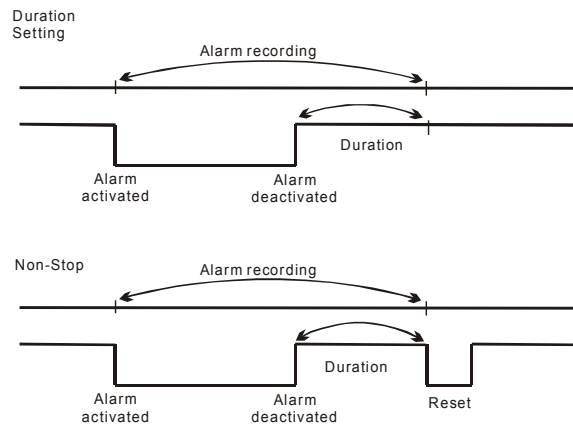 Duration
Setting
Alarm recording
Duration
Alarm
activated
Alarm
deactivated
Non-Stop
Alarm recording
Duration
Alarm
activated
Alarm
deactivated
Reset